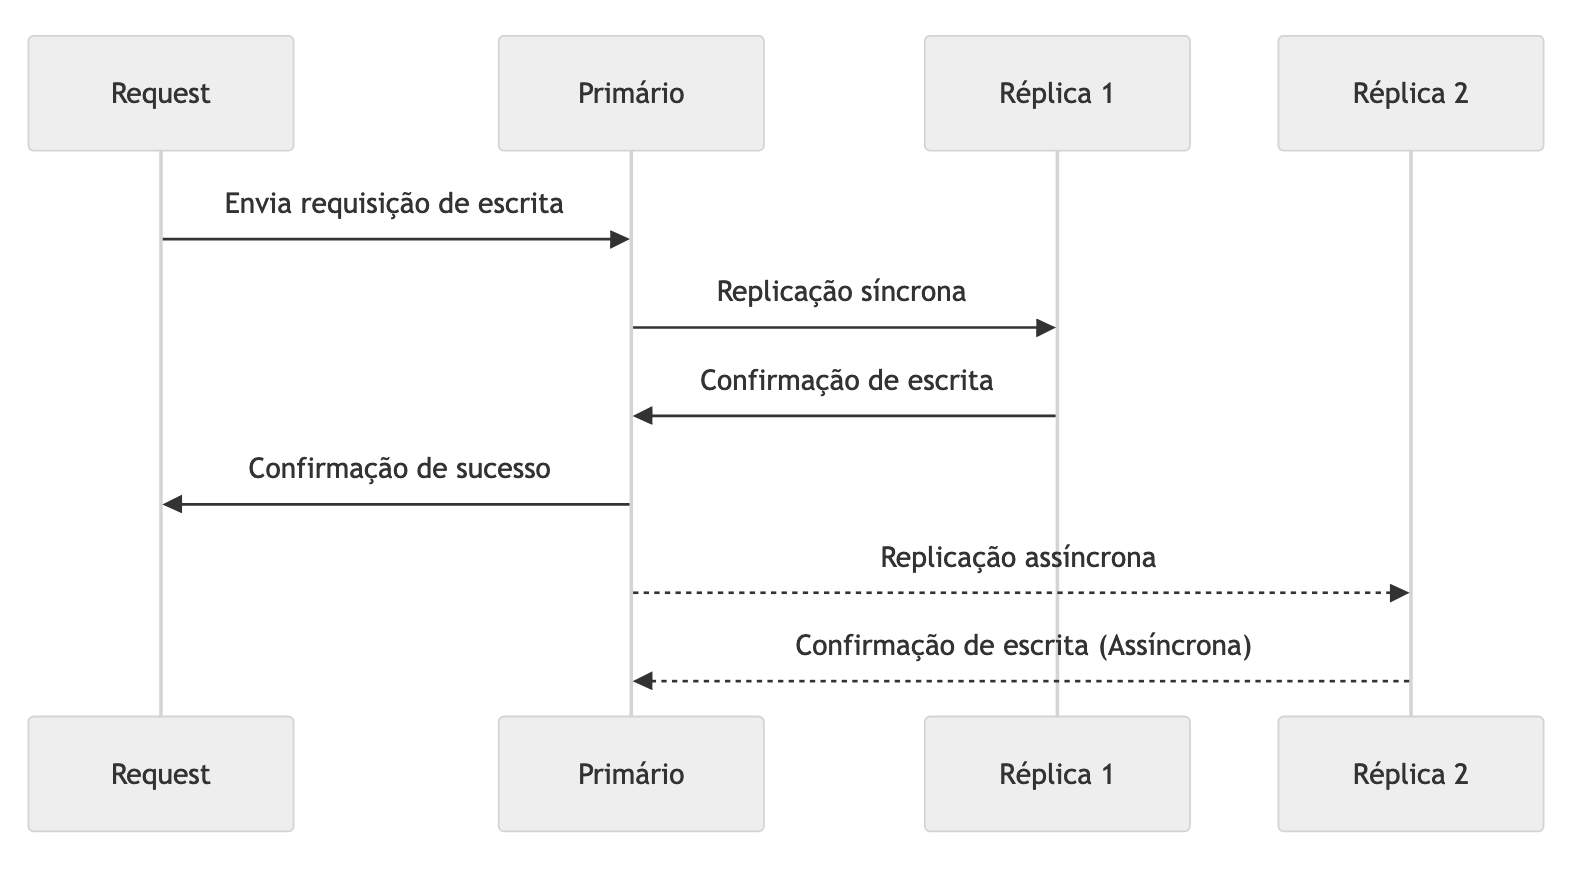 Request
Primário
Réplica 1
Réplica 2
Envia requisição de escrita
Replicação síncrona
Confirmação de escrita
Confirmação de sucesso
Replicação assíncrona
Confirmação de escrita (Assíncrona)
Request
Primário
Réplica 1
Réplica 2